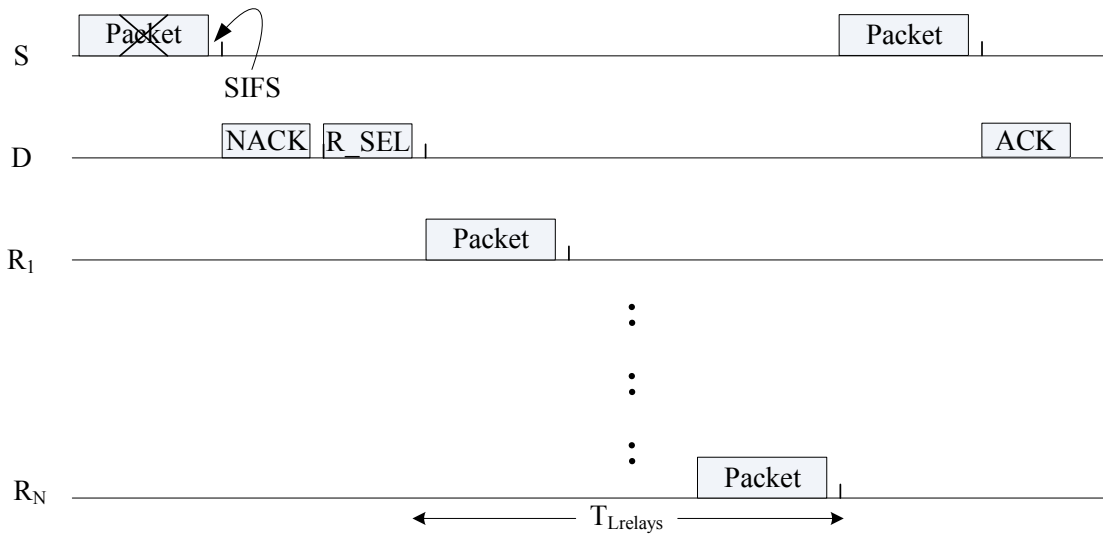 Packet
Packet
S
SIFS
NACK
R_SEL
ACK
D
Packet
R1
Packet
RN
TLrelays